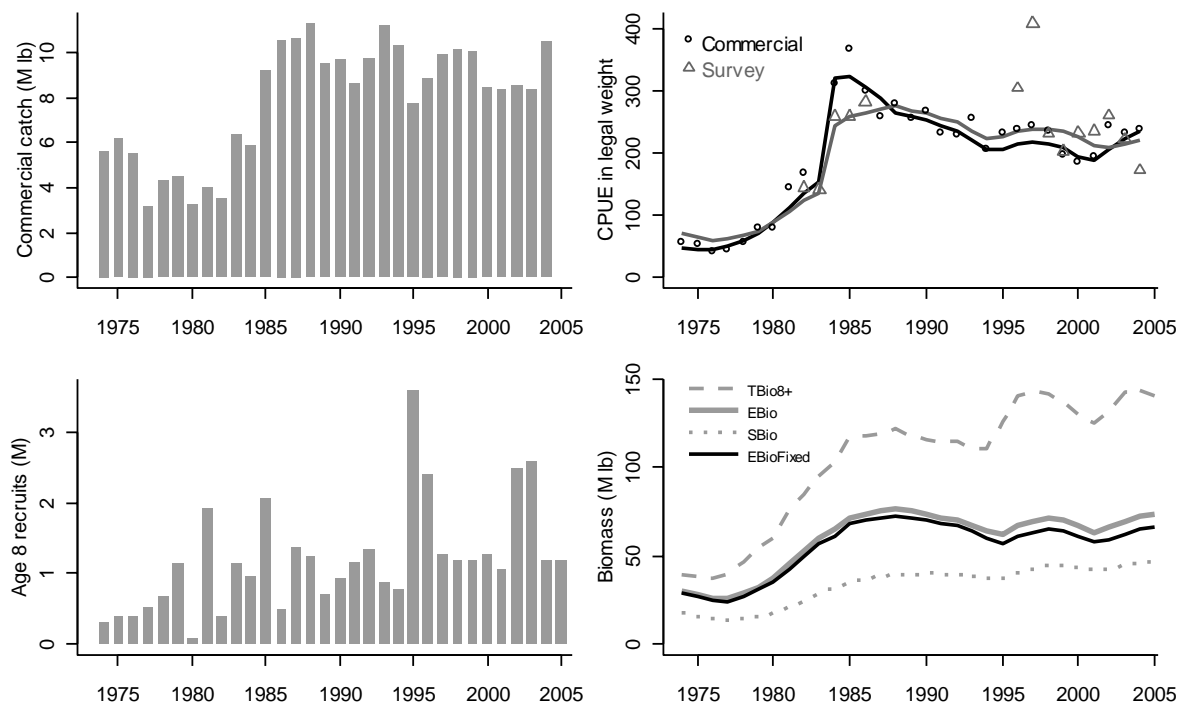 Commercial catch (M lb)
0 2 4 6 8 10
1975 1980 1985 1990 1995 2000 2005
CPUE in legal weight
0 100 200 300 400
Commercial
Survey
1975 1980 1985 1990 1995 2000 2005
Age 8 recruits (M)
0 1 2 3
1975 1980 1985 1990 1995 2000 2005
Biomass (M lb)
0 50 100 150
TBio8+
EBio
SBio
EBioFixed
1975 1980 1985 1990 1995 2000 2005